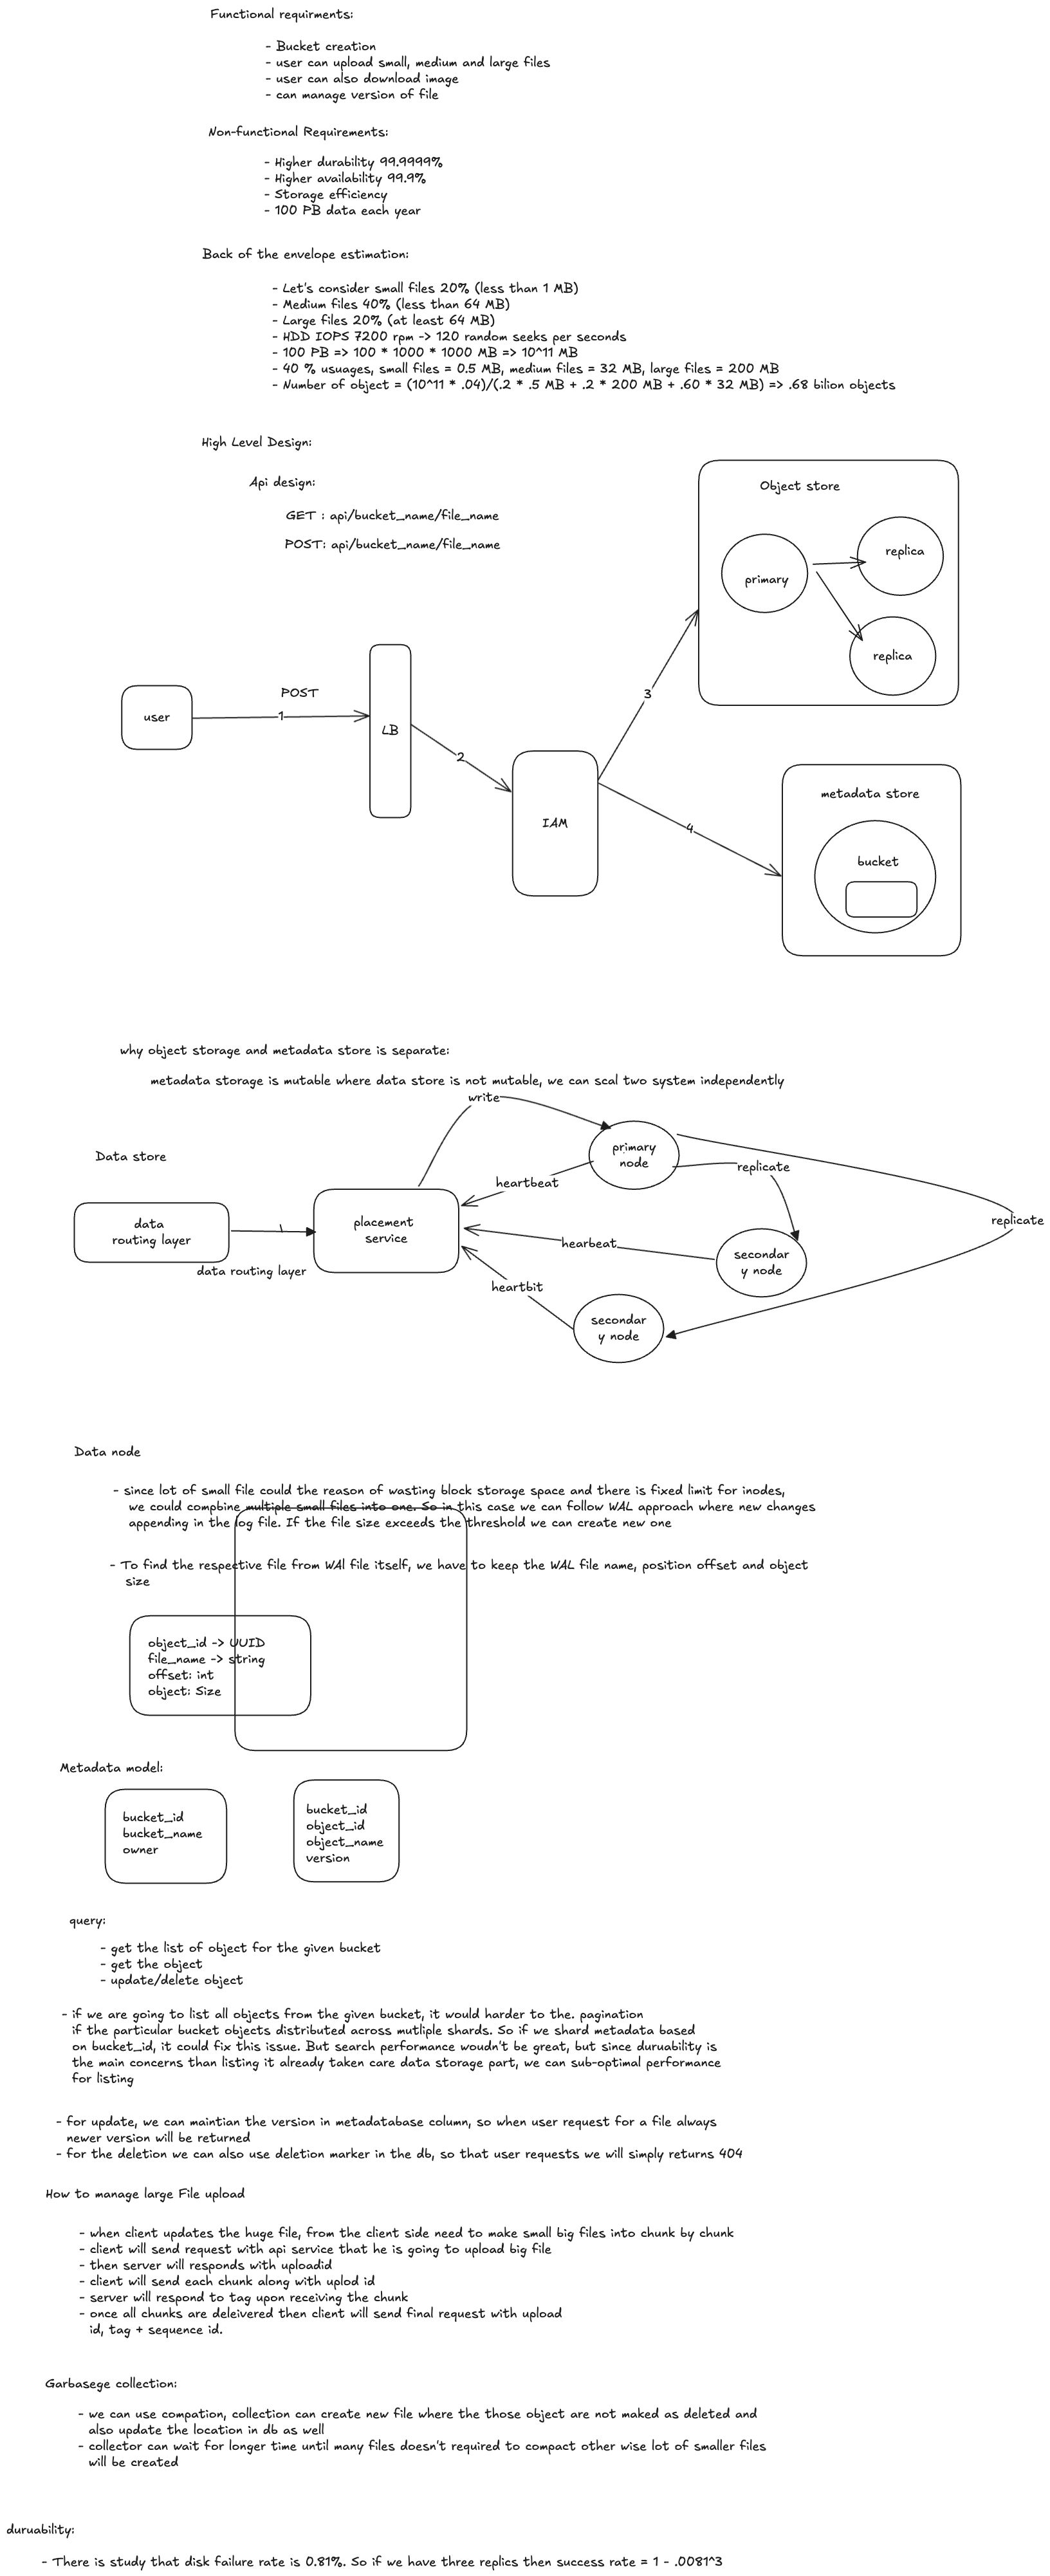 Functional requirments:
- Bucket creation
- user can upload small, medium and large files
- user can also download image
- can manage version of file
Non-functional Requirements:
- Higher durability 99.9999%
- Higher availability 99.9%
- Storage efficiency
- 100 PB data each year
Back of the envelope estimation:
- Let's consider small files 20% (less than 1 MB)
- Medium files 40% (less than 64 MB)
- Large files 20% (at least 64 MB)
- HDD IOPS 7200 rpm -> 120 random seeks per seconds
- 100 PB => 100 * 1000 * 1000 MB => 10^11 MB
- 40 % usuages, small files = 0.5 MB, medium files = 32 MB, large files = 200 MB
- Number of object = (10^11 * .04)/(.2 * .5 MB + .2 * 200 MB + .60 * 32 MB) => .68 bilion objects
High Level Design:
Api design:
GET : api/bucket_name/file_name
POST: api/bucket_name/file_name
Object store
primary
replica
replica
user
POST
1
LB
2
IAM
3
4
metadata store
bucket
why object storage and metadata store is separate:
metadata storage is mutable where data store is not mutable, we can scal two system independently
write
Data store
primary
node
replicate
heartbeat
replicate
data
routing layer
\
placement
service
hearbeat
secondar
y node
data routing layer
heartbit
secondar
y node
Data node
- since lot of small file could the reason of wasting block storage space and there is fixed limit for inodes,
we could compbine multiple small files into one. So in this case we can follow WAL approach where new changes
appending in the log file. If the file size exceeds the threshold we can create new one
- To find the respective file from WAl file itself, we have to keep the WAL file name, position offset and object
size
object_id -> UUID
file_name -> string
offset: int
object: Size
Metadata model:
bucket_id
bucket_name
owner
bucket_id
object_id
object_name
version
query:
- get the list of object for the given bucket
- get the object
- update/delete object
- if we are going to list all objects from the given bucket, it would harder to the. pagination
if the particular bucket objects distributed across mutliple shards. So if we shard metadata based
on bucket_id, it could fix this issue. But search performance woudn't be great, but since duruability is
the main concerns than listing it already taken care data storage part, we can sub-optimal performance
for listing
- for update, we can maintian the version in metadatabase column, so when user request for a file always
newer version will be returned
- for the deletion we can also use deletion marker in the db, so that user requests we will simply returns 404
How to manage large File upload
- when client updates the huge file, from the client side need to make small big files into chunk by chunk
- client will send request with api service that he is going to upload big file
- then server will responds with uploadid
- client will send each chunk along with uplod id
- server will respond to tag upon receiving the chunk
- once all chunks are deleivered then client will send final request with upload
id, tag + sequence id.
Garbasege collection:
- we can use compation, collection can create new file where the those object are not maked as deleted and
also update the location in db as well
- collector can wait for longer time until many files doesn't required to compact other wise lot of smaller files
will be created
duruability:
- There is study that disk failure rate is 0.81%. So if we have three replics then success rate = 1 - .0081^3